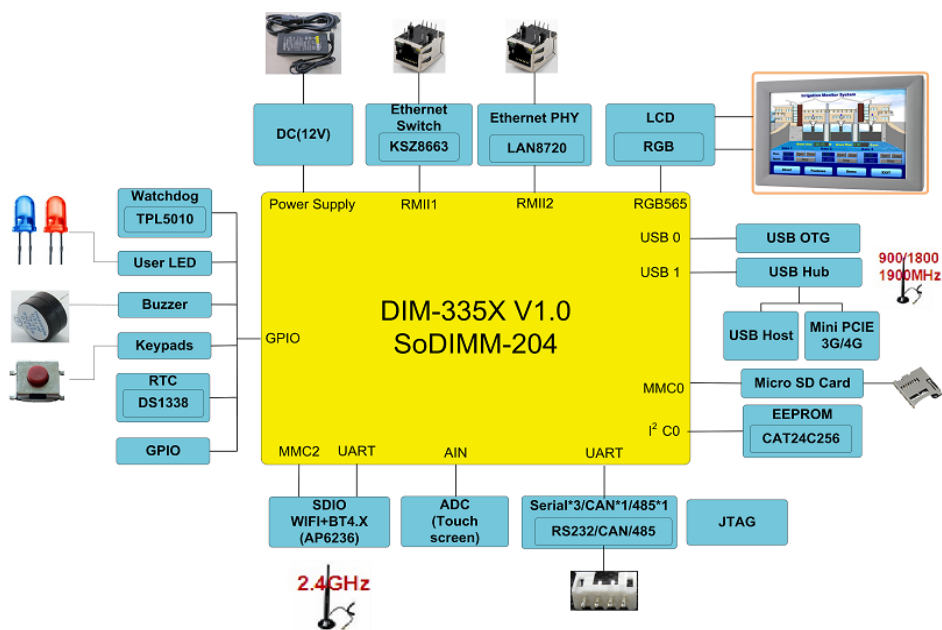 DC(12V)
Ethernet
Switch
KSZ8663
Ethernet PHY
LAN8720
LCD
RGB
Irrigation Monitor System
Watchdog
TPL5010
User LED
Buzzer
Keypads
RTC
DS1338
GPIO
Power Supply
RMII1
RMII2
RGB565
USB 0
USB 1
GPIO
DIM-335X V1.0
SoDIMM-204
MMC0
I² C0
MMC2
UART
AIN
UART
USB OTG
USB Hub
900/1800
1900MHz
USB Host
Mini PCIE
3G/4G
Micro SD Card
EEPROM
CAT24C256
SDIO
WIFI+BT4.X
(AP6236)
ADC
(Touch
screen)
Serial*3/CAN*1/485*1
RS232/CAN/485
JTAG
2.4GHz